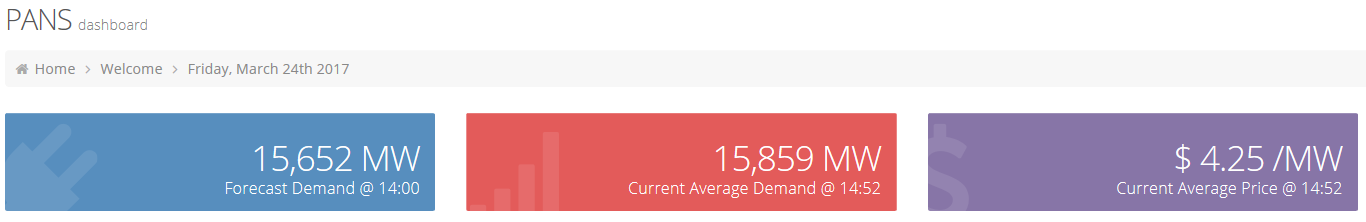 PANS dashboard
Home > Welcome > Friday, March 24th 2017
15,652 MW
Forecast Demand @ 14:00
15,859 MW
Current Average Demand @ 14:52
$ 4.25 /MW
Current Average Price @ 14:52